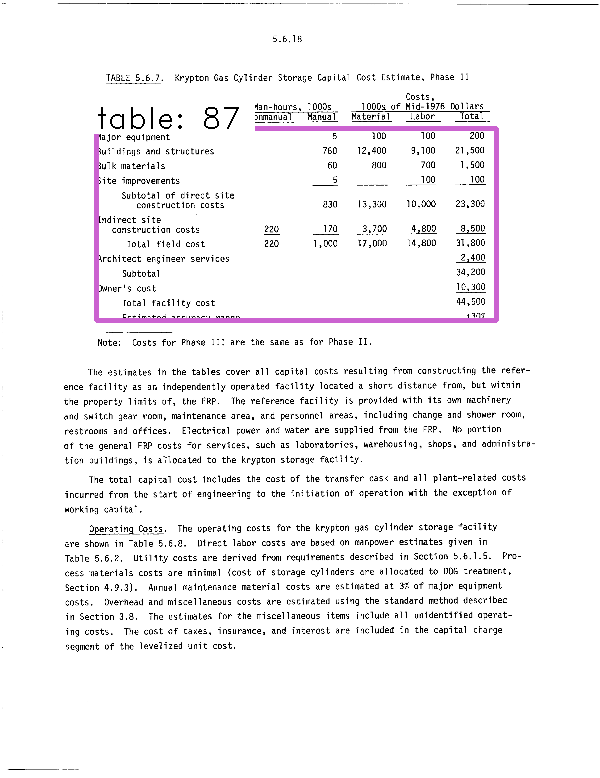 5.6.18
TABLE 5.6.7. Krypton Gas Cylinder Storage Capital Cost Estimate, Phase II
table: 87
Man-hours, 1000s
Costs, 1000s of Mid-1976 Dollars
onmanual Manual Material Labor Total
Major equipment 5 100 100 200
Buildings and structures 760 12,400 9,100 21,500
Bulk materials 60 800 700 1,500
Site improvements 5 100 100
Subtotal of direct site
construction costs 830 13,300 10,000 23,300
Indirect site
construction costs 220 170 3,700 4,800 8,500
Total field cost 220 1,000 17,000 14,800 31,800
Architect engineer services 2,400
Subtotal 34,200
Owner's cost 10,300
Total facility cost 44,500
Estimated accuracy range ±30%
Note: Costs for Phase III are the same as for Phase II.
The estimates in the tables cover all capital costs resulting from constructing the refer-
ence facility as an independently operated facility located a short distance from, but within
the property limits of, the FRP. The reference facility is provided with its own machinery
and switch gear room, maintenance area, and personnel areas, including change and shower room,
restrooms and offices. Electrical power and water are supplied from the FRP. No portion
of the general FRP costs for services, such as laboratories, warehousing, shops, and administra-
tion buildings, is allocated to the krypton storage facility.
The total capital cost includes the cost of the transfer cask and all plant-related costs
incurred from the start of engineering to the initiation of operation with the exception of
working capital.
Operating Costs. The operating costs for the krypton gas cylinder storage facility
are shown in Table 5.6.8. Direct labor costs are based on manpower estimates given in
Table 5.6.2. Utility costs are derived from requirements described in Section 5.6.1.5. Pro-
cess materials costs are minimal (cost of storage cylinders are allocated to DOG treatment,
Section 4.9.3). Annual maintenance material costs are estimated at 3% of major equipment
costs. Overhead and miscellaneous costs are estimated using the standard method described
in Section 3.8. The estimates for the miscellaneous items include all unidentified operat-
ing costs. The cost of taxes, insurance, and interest are included in the capital charge
segment of the levelized unit cost.